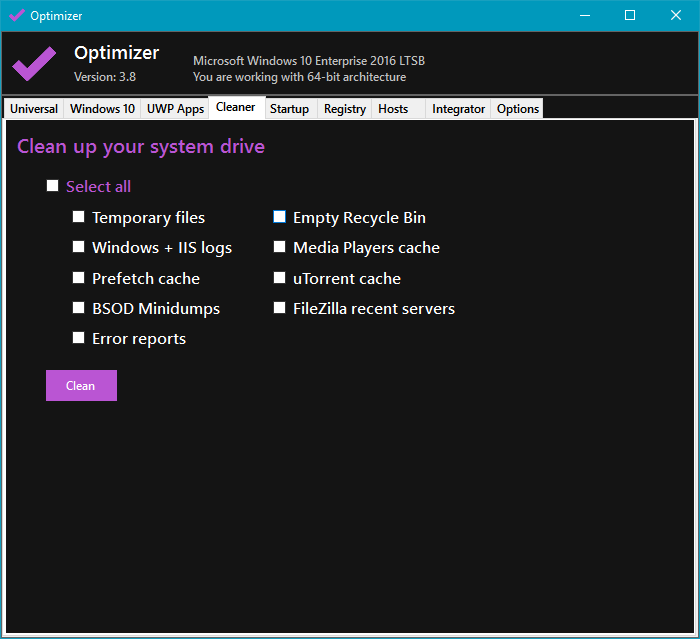 Optimizer
Optimizer
Version: 3.8
Microsoft Windows 10 Enterprise 2016 LTSB
You are working with 64-bit architecture
Universal Windows 10 UWP Apps Cleaner Startup Registry Hosts Integrator Options
Clean up your system drive
Select all
Temporary files Empty Recycle Bin
Windows + IIS logs Media Players cache
Prefetch cache uTorrent cache
BSOD Minidumps FileZilla recent servers
Error reports
Clean